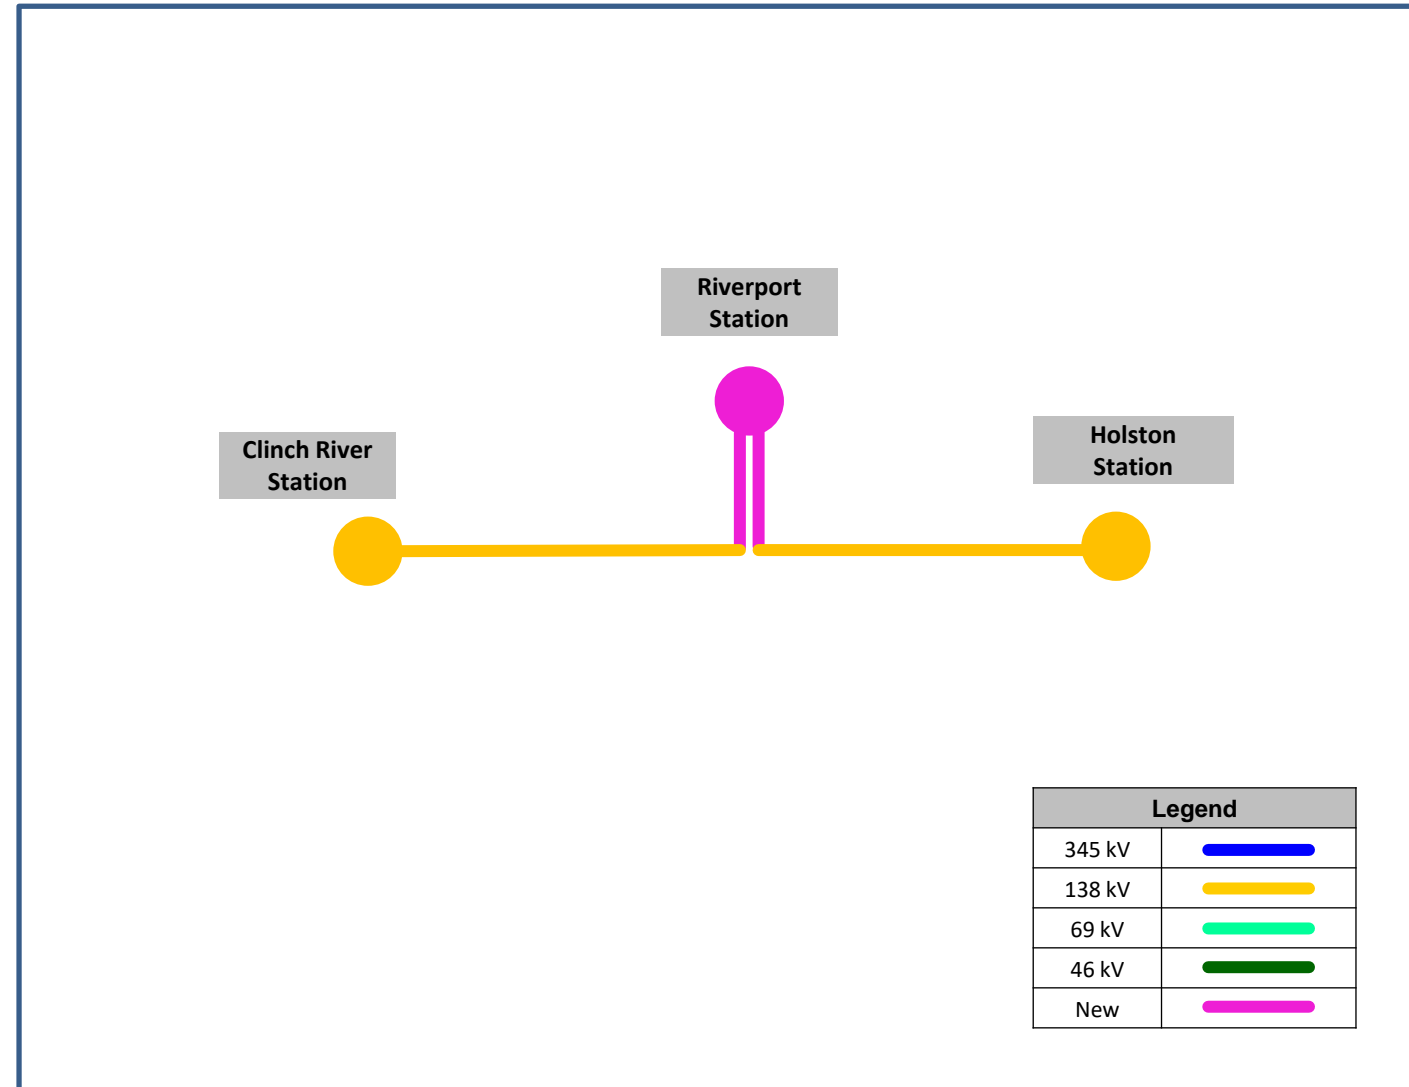 Riverport
Station
Clinch River
Station
Holston
Station
Legend
345 kV
138 kV
69 kV
46 kV
New